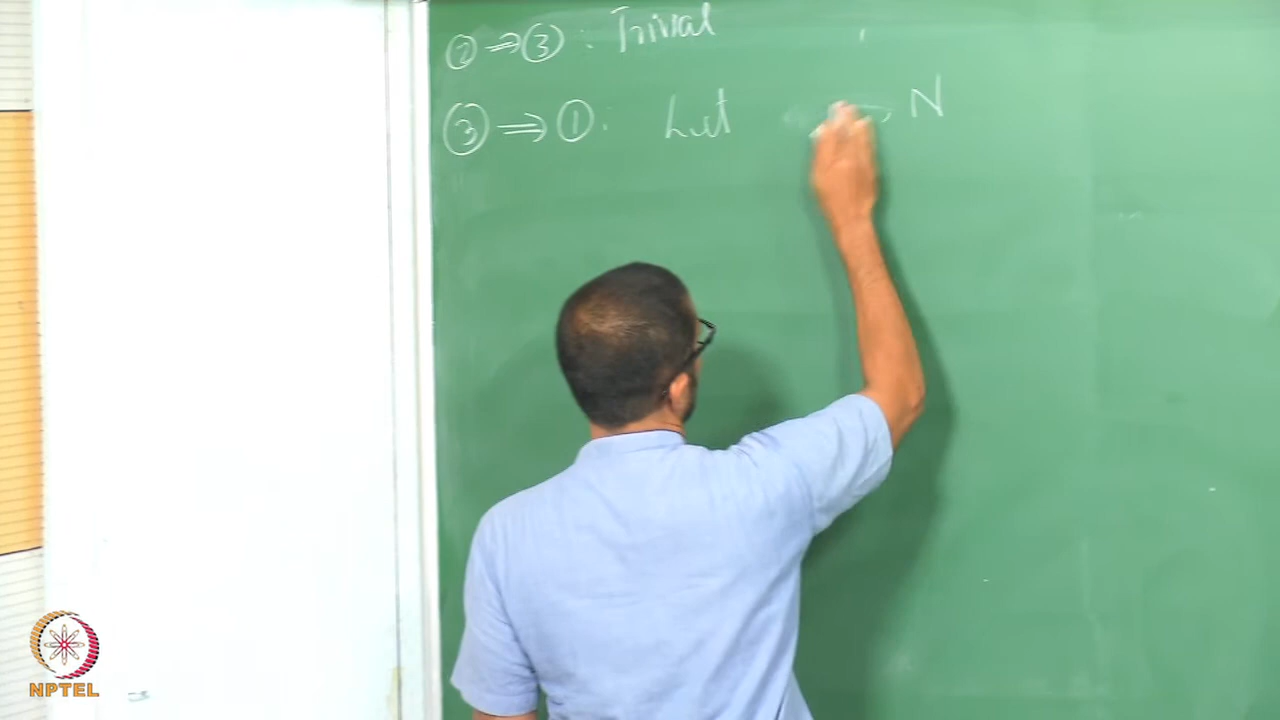 ② ⇒ ③ : Trivial
③ ⇒ ① : Let N
NPTEL